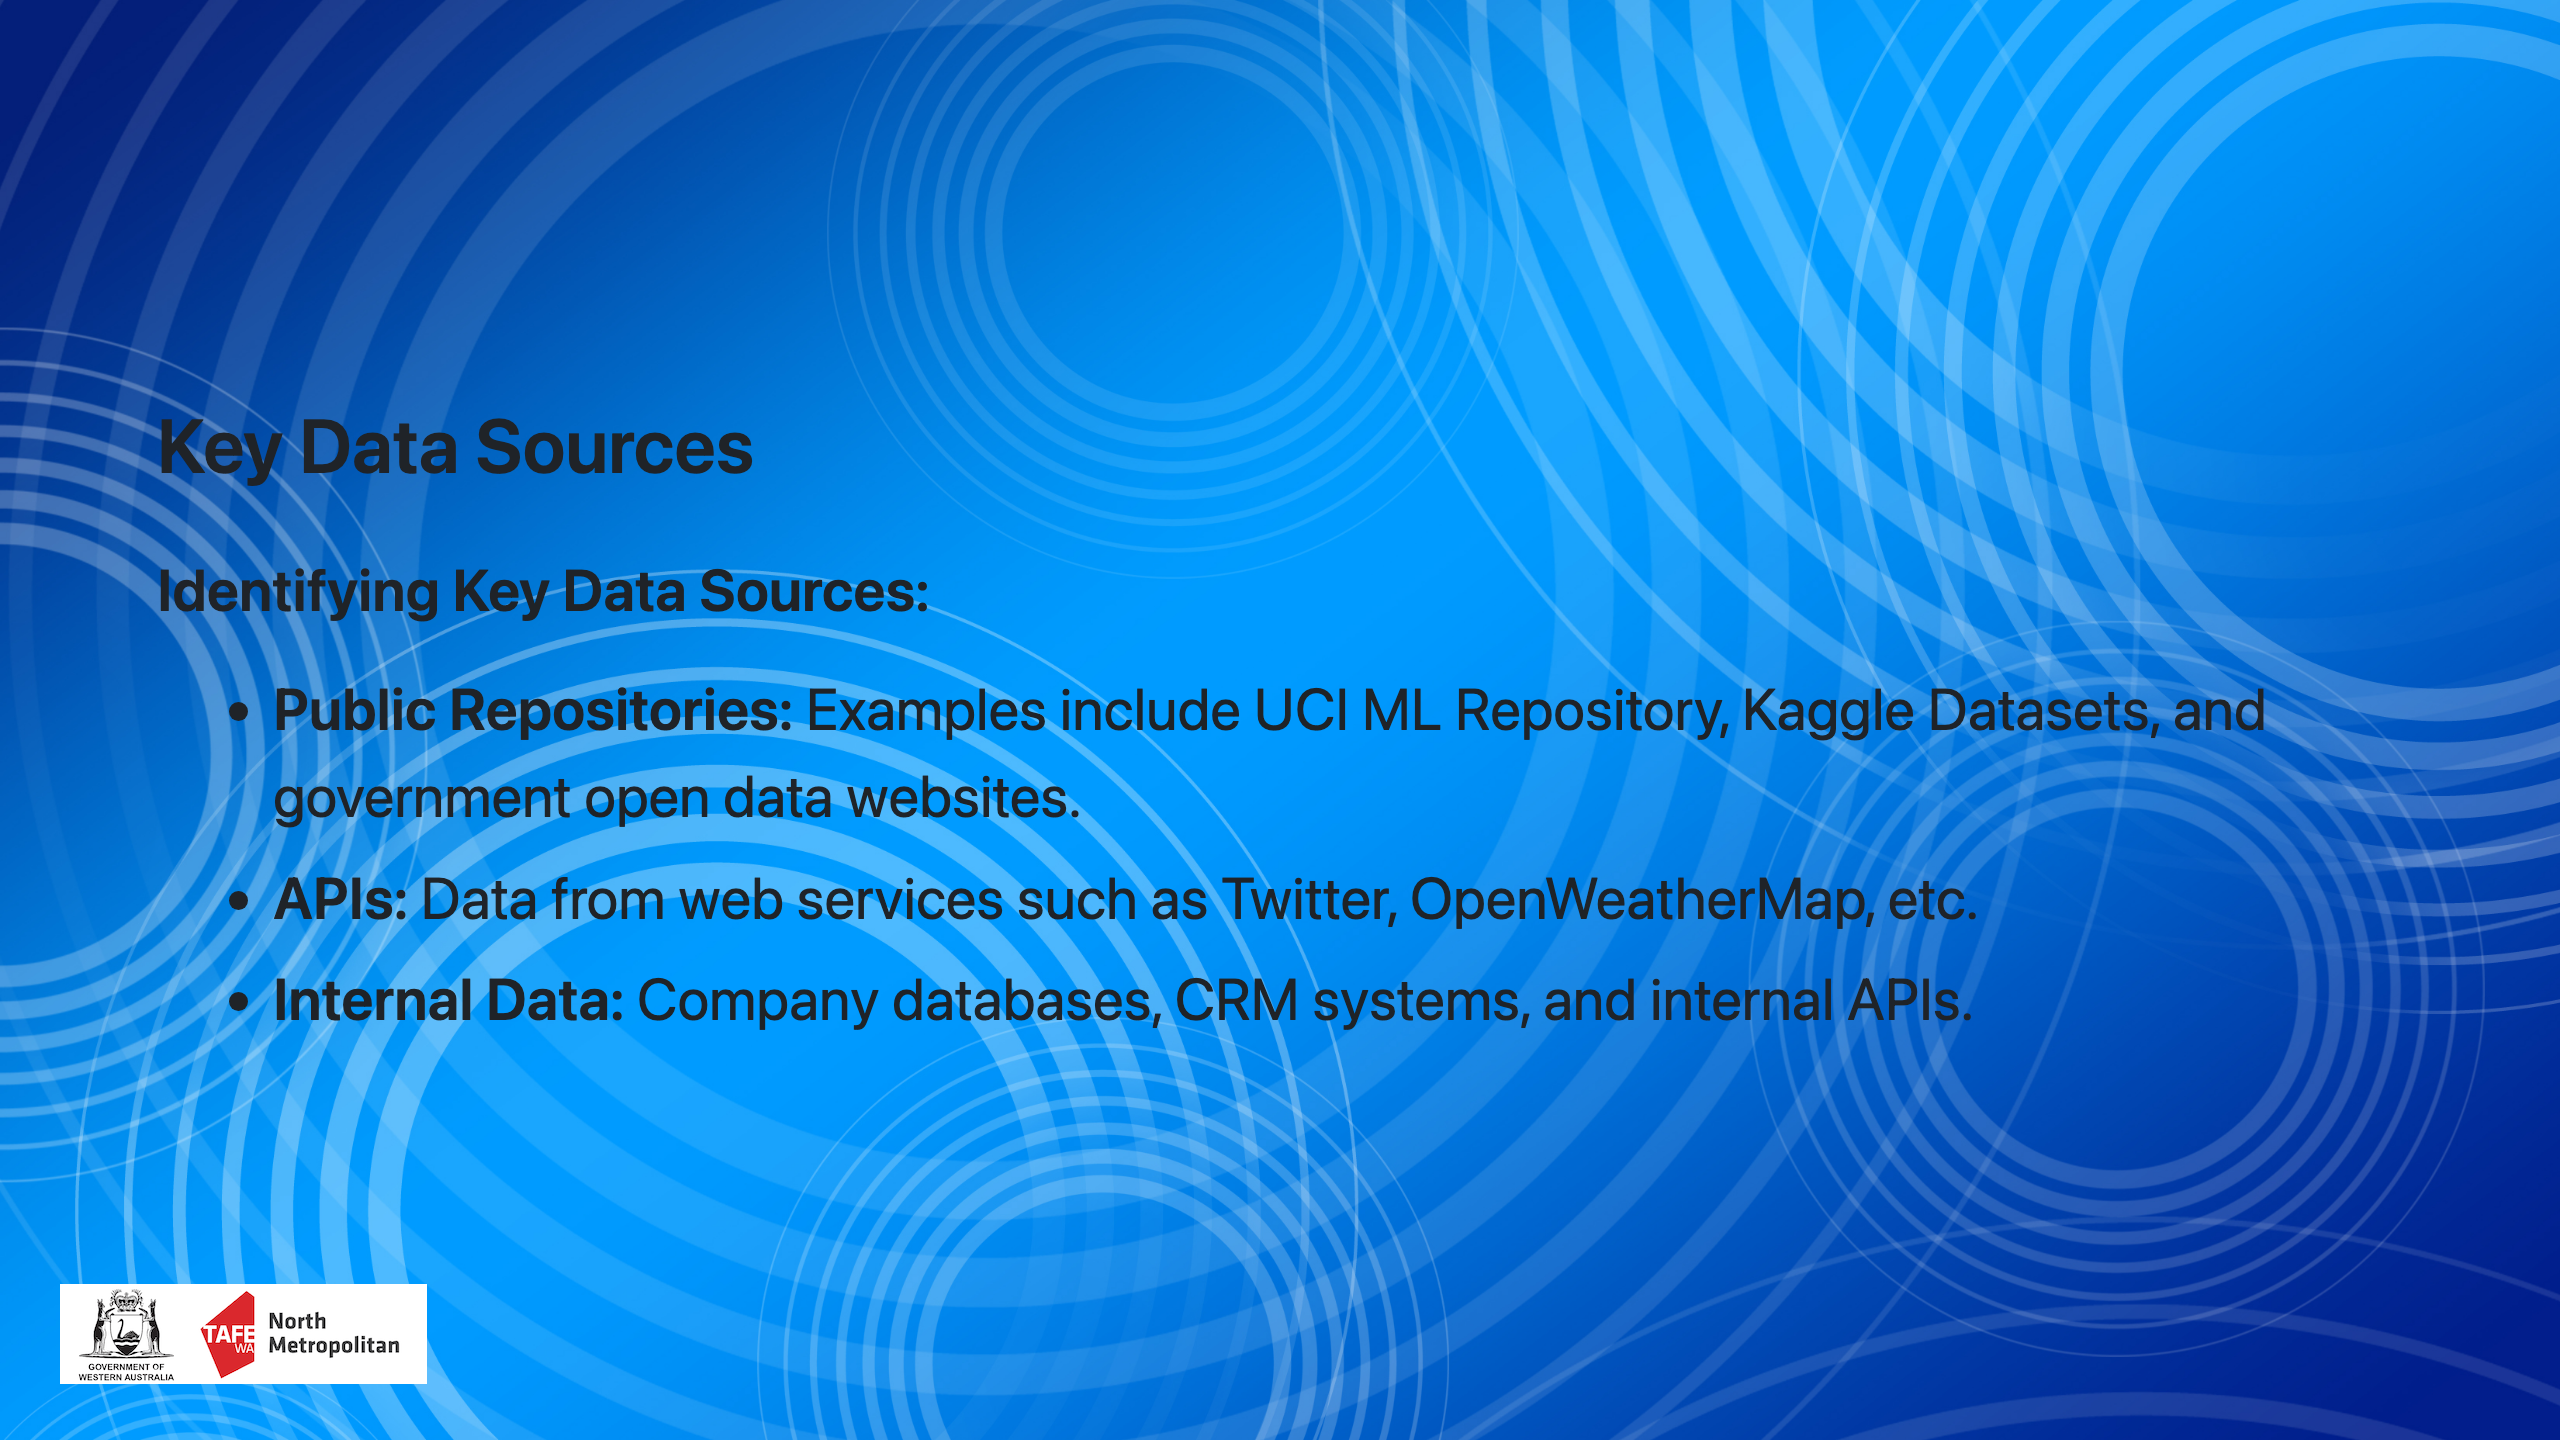 Key Data Sources
Identifying Key Data Sources:
• Public Repositories: Examples include UCI ML Repository, Kaggle Datasets, and
government open data websites.
• APIs: Data from web services such as Twitter, OpenWeatherMap, etc.
• Internal Data: Company databases, CRM systems, and internal APIs.
GOVERNMENT OF
WESTERN AUSTRALIA
TAFE
WA
North
Metropolitan